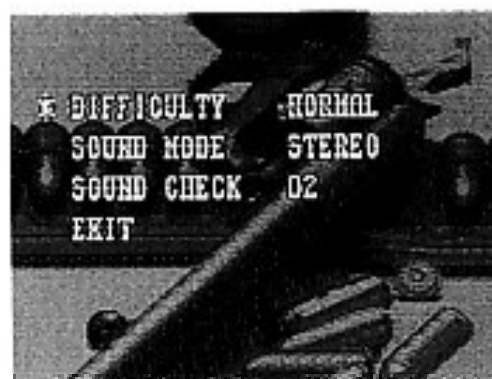 DIFFICULTY NORMAL
SOUND MODE STEREO
SOUND CHECK 02
EXIT